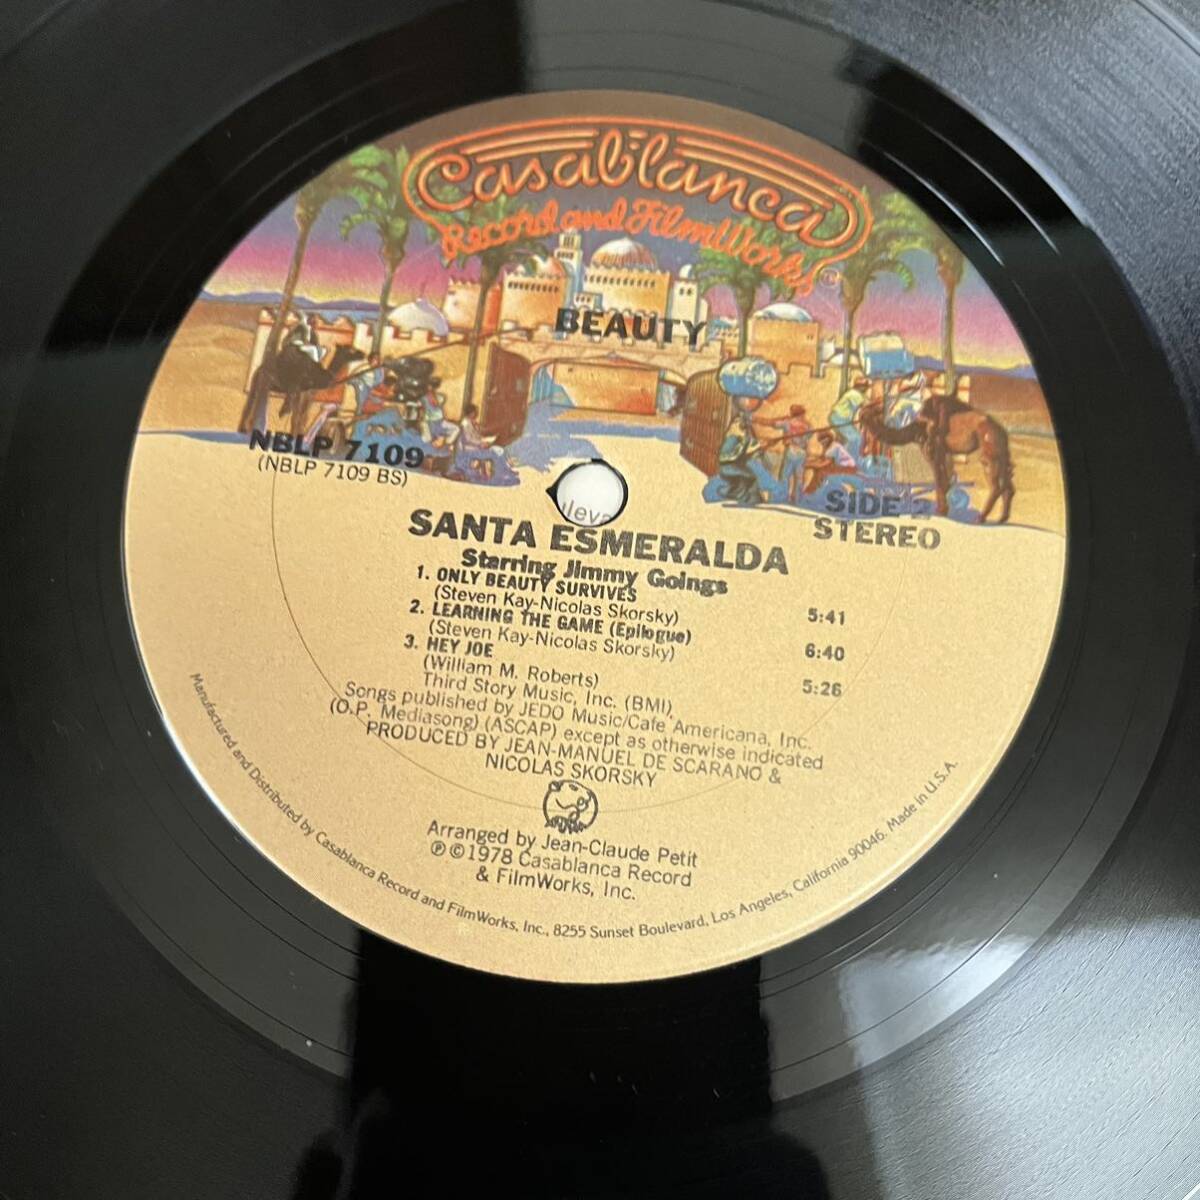 Casablanca
Record and FilmWorks
BEAUTY
NBLP 7109
(NBLP 7109 BS)
SIDE 2
STEREO
SANTA ESMERALDA
Starring Jimmy Goings
1. ONLY BEAUTY SURVIVES 5:41
(Steven Kay-Nicolas Skorsky)
2. LEARNING THE GAME (Epilogue) 6:40
(Steven Kay-Nicolas Skorsky)
3. HEY JOE 5:26
(William M. Roberts)
Third Story Music, Inc. (BMI)
Songs published by JEDO Music/Cafe Americana, Inc.
(O.P. Mediasong) (ASCAP) except as otherwise indicated
PRODUCED BY JEAN-MANUEL DE SCARANO &
NICOLAS SKORSKY
Arranged by Jean-Claude Petit
℗©1978 Casablanca Record
& FilmWorks, Inc.
Manufactured and Distributed by Casablanca Record and FilmWorks, Inc., 8255 Sunset Boulevard, Los Angeles, California 90046. Made in U.S.A.